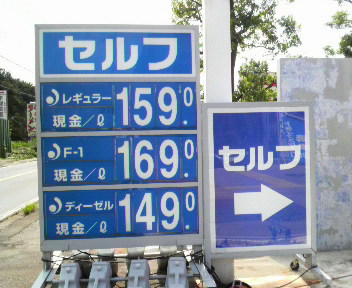 セルフ
レギュラー 159.0
現金/ℓ
F-1 169.0
現金/ℓ
ディーゼル 149.0
現金/ℓ
セルフ